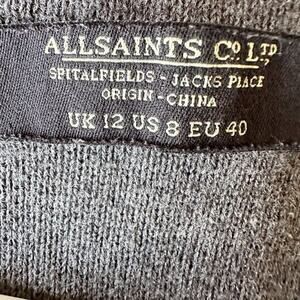 ALLSAINTS CO. LTD.
SPITALFIELDS - JACKS PLACE
ORIGIN - CHINA
UK 12 US 8 EU 40